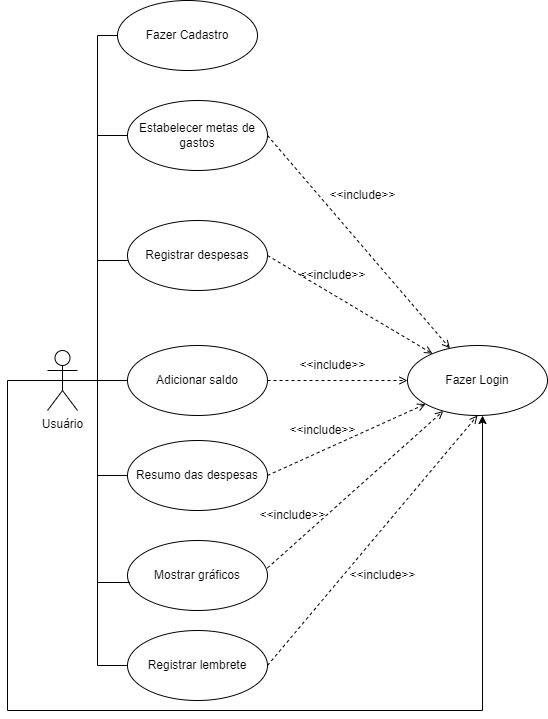 Fazer Cadastro
Estabelecer metas de
gastos
<<include>>
Registrar despesas
<<include>>
Usuário
Adicionar saldo
<<include>>
Fazer Login
Resumo das despesas
<<include>>
Mostrar gráficos
<<include>>
Registrar lembrete
<<include>>